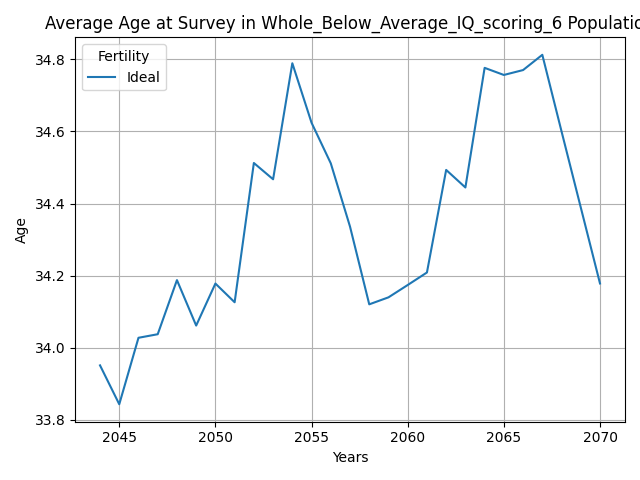 Average Age at Survey in Whole_Below_Average_IQ_scoring_6 Populatio
Fertility
Ideal
34.8
34.6
34.4
34.2
34.0
33.8
Age
2045 2050 2055 2060 2065 2070
Years